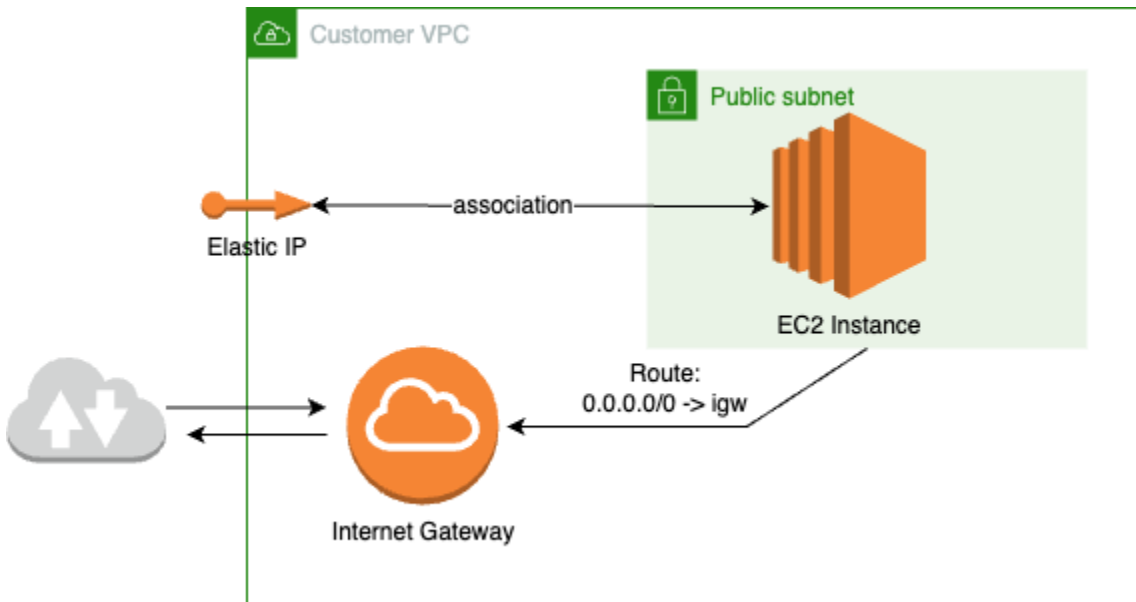 Customer VPC
Public subnet
association
Elastic IP
EC2 Instance
Route:
0.0.0.0/0 -> igw
Internet Gateway